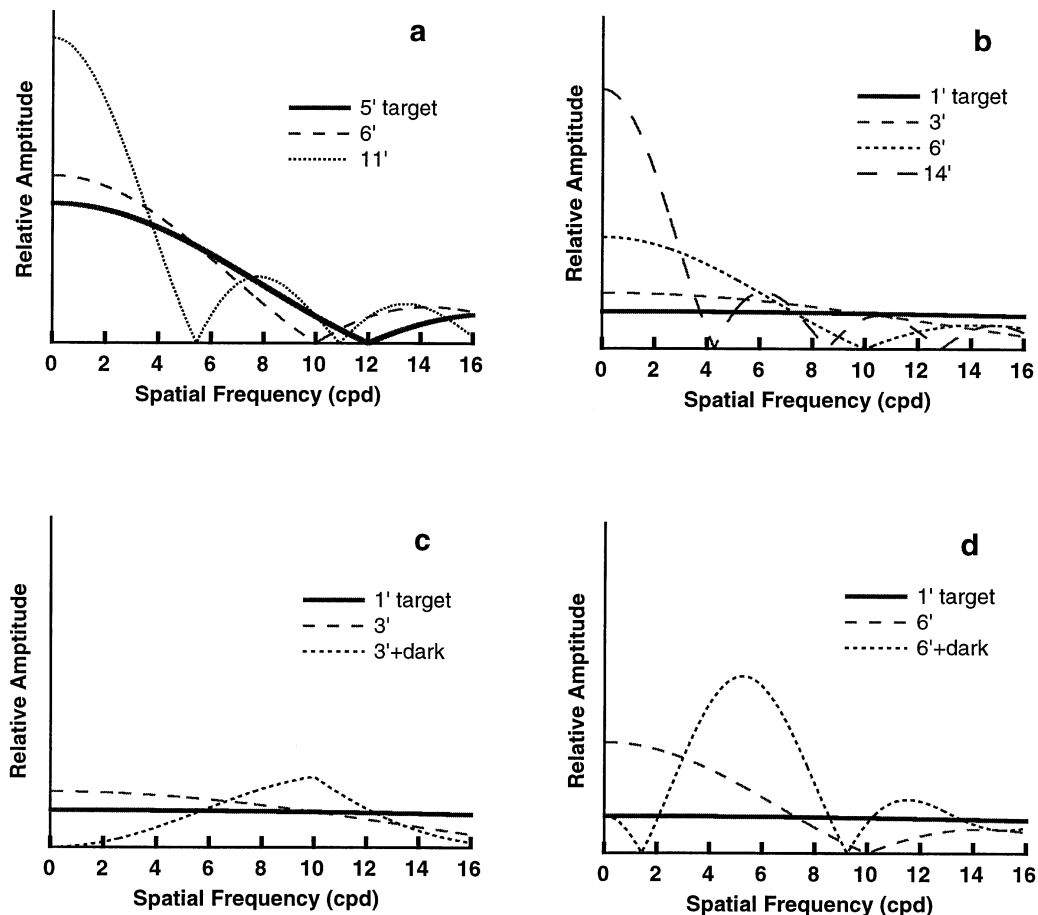 a
Relative Amptitude
5' target
6'
11'
0 2 4 6 8 10 12 14 16
Spatial Frequency (cpd)
b
Relative Amplitude
1' target
3'
6'
14'
0 2 4 6 8 10 12 14 16
Spatial Frequency (cpd)
c
Relative Amplitude
1' target
3'
3'+dark
0 2 4 6 8 10 12 14 16
Spatial Frequency (cpd)
d
Relative Amplitude
1' target
6'
6'+dark
0 2 4 6 8 10 12 14 16
Spatial Frequency (cpd)